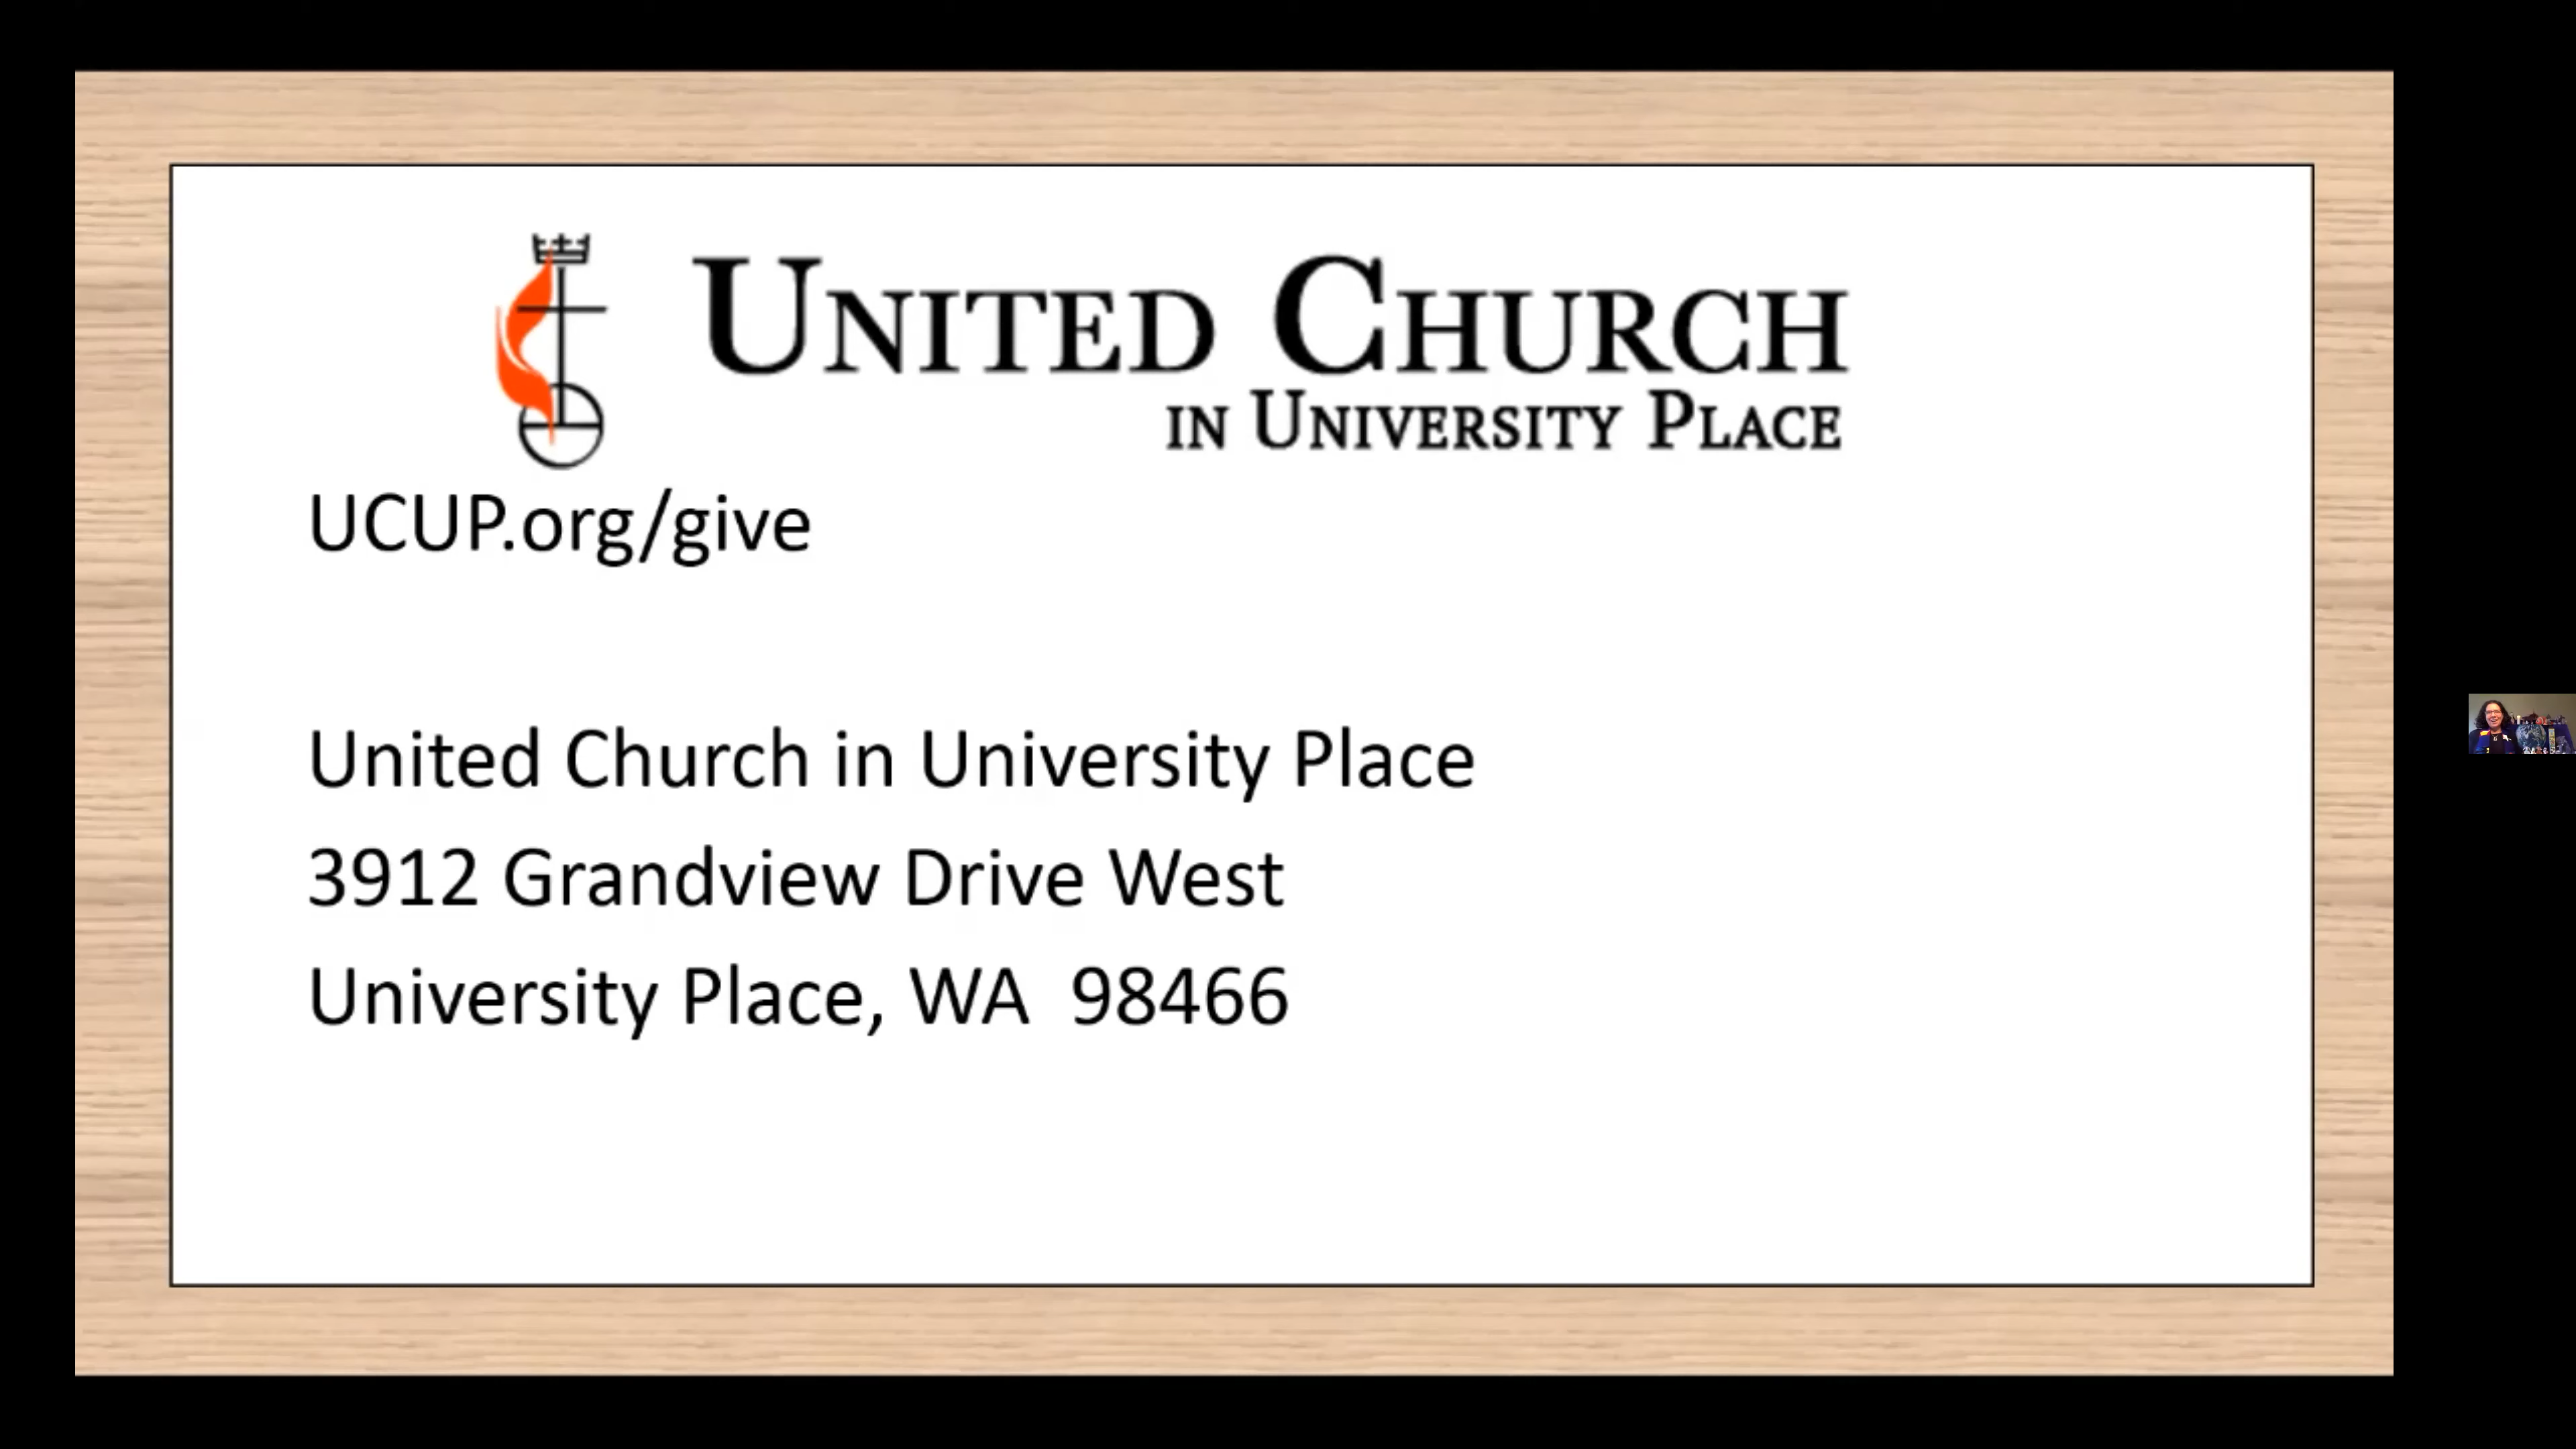 UNITED CHURCH
IN UNIVERSITY PLACE
UCUP.org/give
United Church in University Place
3912 Grandview Drive West
University Place, WA  98466